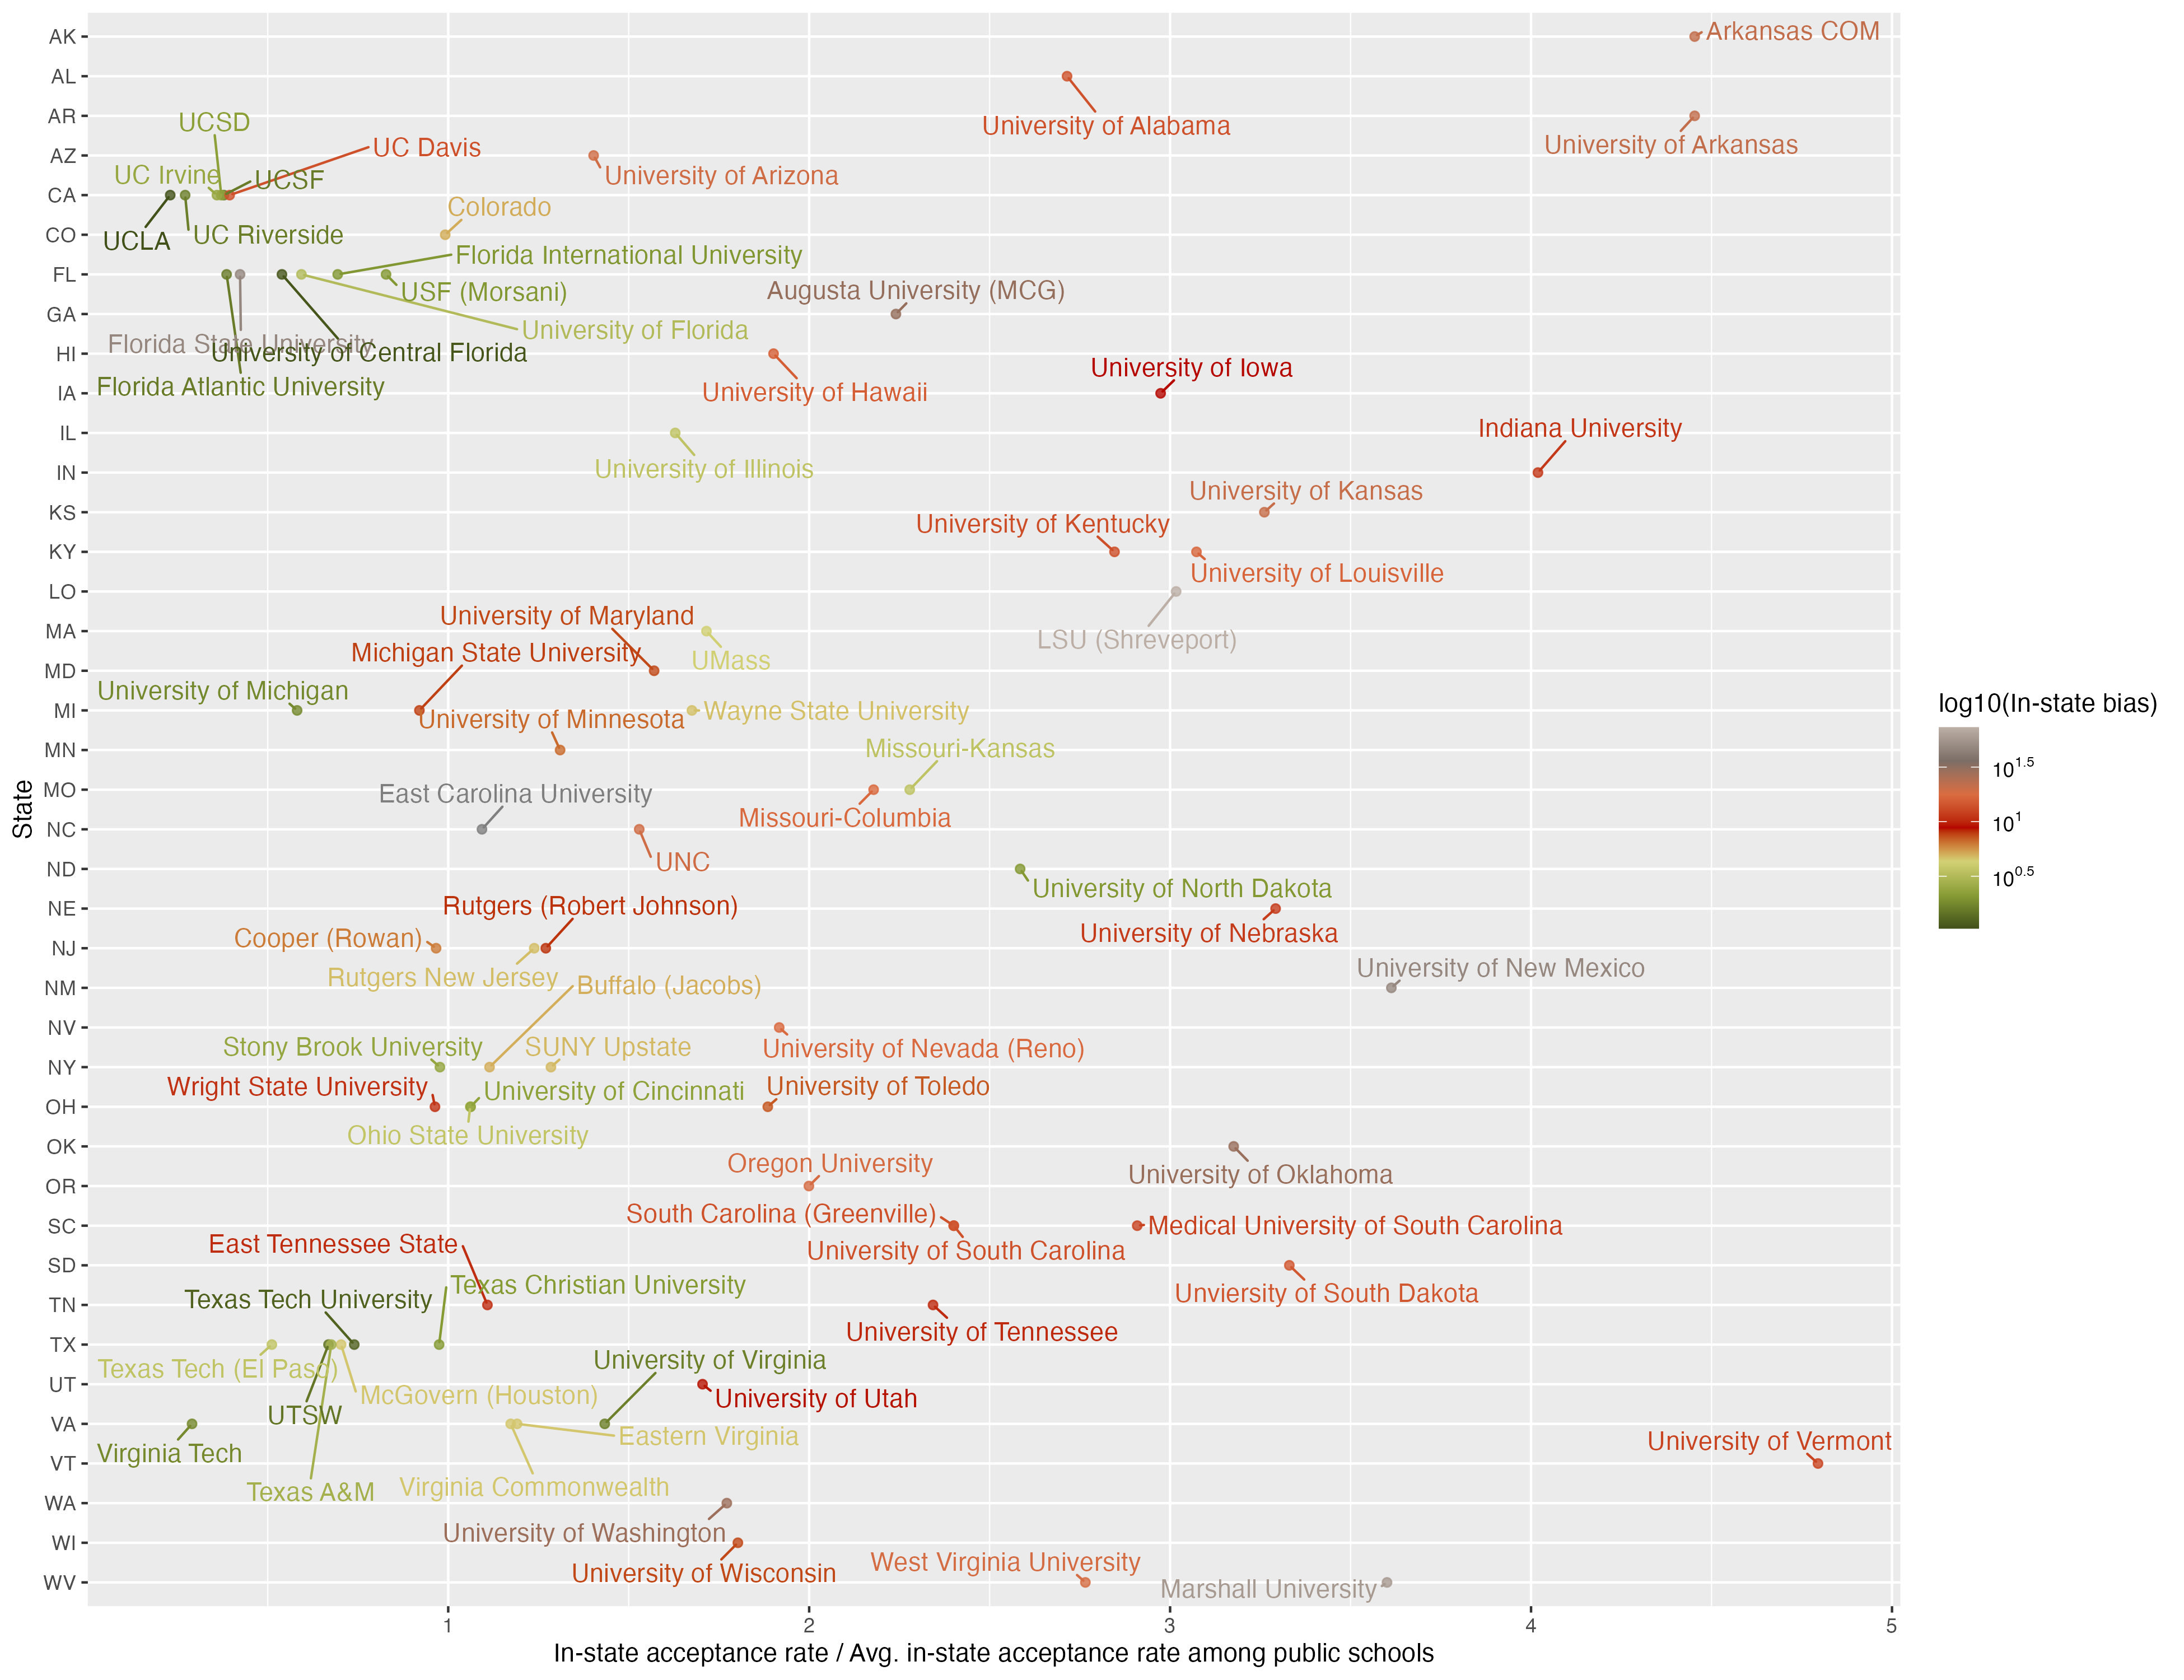 AK
Arkansas COM
AL
University of Alabama
AR
University of Arkansas
UCSD
UC Davis
AZ
University of Arizona
UC Irvine
UCSF
CA
UCLA
UC Riverside
Colorado
CO
Florida International University
FL
USF (Morsani)
Augusta University (MCG)
GA
University of Florida
Florida State University
University of Central Florida
HI
University of Hawaii
University of Iowa
Florida Atlantic University
IA
IL
University of Illinois
Indiana University
IN
University of Kansas
KS
University of Kentucky
KY
University of Louisville
LO
LSU (Shreveport)
University of Maryland
MA
UMass
Michigan State University
MD
University of Michigan
MI
University of Minnesota
Wayne State University
MN
Missouri-Kansas
MO
East Carolina University
Missouri-Columbia
NC
UNC
ND
University of North Dakota
Rutgers (Robert Johnson)
NE
University of Nebraska
Cooper (Rowan)
NJ
Rutgers New Jersey
Buffalo (Jacobs)
University of New Mexico
NM
NV
University of Nevada (Reno)
Stony Brook University
SUNY Upstate
NY
Wright State University
University of Cincinnati
University of Toledo
OH
Ohio State University
OK
University of Oklahoma
Oregon University
OR
South Carolina (Greenville)
SC
Medical University of South Carolina
University of South Carolina
East Tennessee State
SD
Unviersity of South Dakota
Texas Christian University
Texas Tech University
TN
University of Tennessee
TX
Texas Tech (El Paso)
University of Virginia
UT
McGovern (Houston)
University of Utah
UTSW
VA
Eastern Virginia
Virginia Tech
University of Vermont
VT
Texas A&M
Virginia Commonwealth
WA
University of Washington
WI
University of Wisconsin
West Virginia University
WV
Marshall University
State
1
2
3
4
5
In-state acceptance rate / Avg. in-state acceptance rate among public schools
log10(In-state bias)
10^1.5
10^1
10^0.5